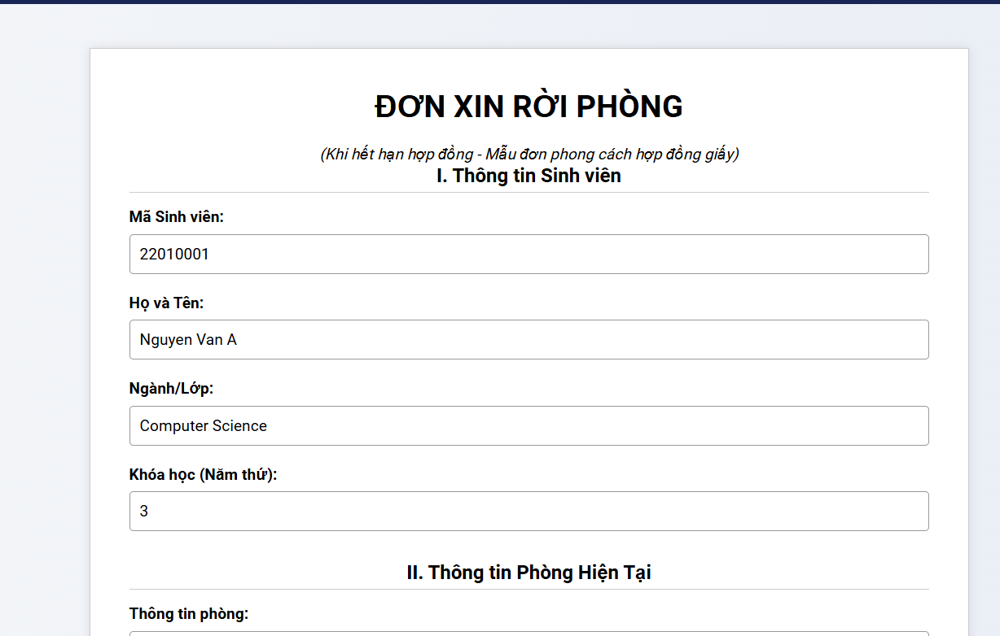 ĐƠN XIN RỜI PHÒNG
(Khi hết hạn hợp đồng - Mẫu đơn phong cách hợp đồng giấy)
I. Thông tin Sinh viên
Mã Sinh viên:
22010001
Họ và Tên:
Nguyen Van A
Ngành/Lớp:
Computer Science
Khóa học (Năm thứ):
3
II. Thông tin Phòng Hiện Tại
Thông tin phòng: